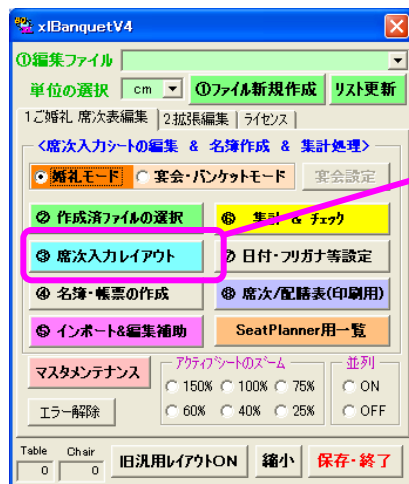 xlBanquetV4
①編集ファイル
単位の選択 cm ①ファイル新規作成 リスト更新
1ご婚礼 席次表編集 2拡張編集 ライセンス
<席次入力シートの編集 & 名簿作成 & 集計処理>
婚礼モード 宴会・バンケットモード 宴会設定
② 作成済ファイルの選択 ⑥ 集計 & チェック
③ 席次入力レイアウト ⑦ 日付・フリガナ等設定
④ 名簿・帳票の作成 ⑧ 席次/配膳表(印刷用)
⑤ インポート&編集補助 SeatPlanner用一覧
マスタメンテナンス アクティブシートのズーム 並列
150% 100% 75% ON
エラー解除 60% 40% 25% OFF
Table Chair
0 0 旧汎用レイアウトON 縮小 保存・終了